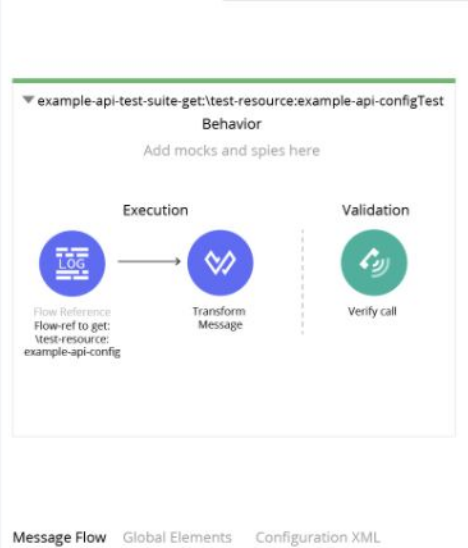 example-api-test-suite-get:\test-resource:example-api-configTest
Behavior
Add mocks and spies here
Execution
Validation
LOG
Flow Reference
Flow-ref to get:
\test-resource:
example-api-config
Transform
Message
Verify call
Message Flow Global Elements Configuration XML